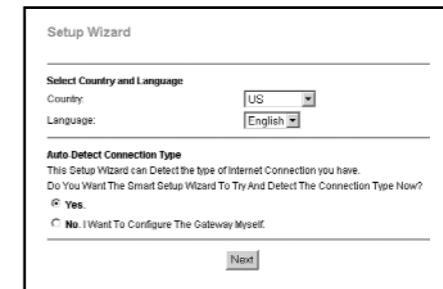 Setup Wizard
Select Country and Language
Country: US
Language: English
Auto-Detect Connection Type
This Setup Wizard can Detect the type of Internet Connection you have.
Do You Want The Smart Setup Wizard To Try And Detect The Connection Type Now?
Yes.
No. I Want To Configure The Gateway Myself.
Next